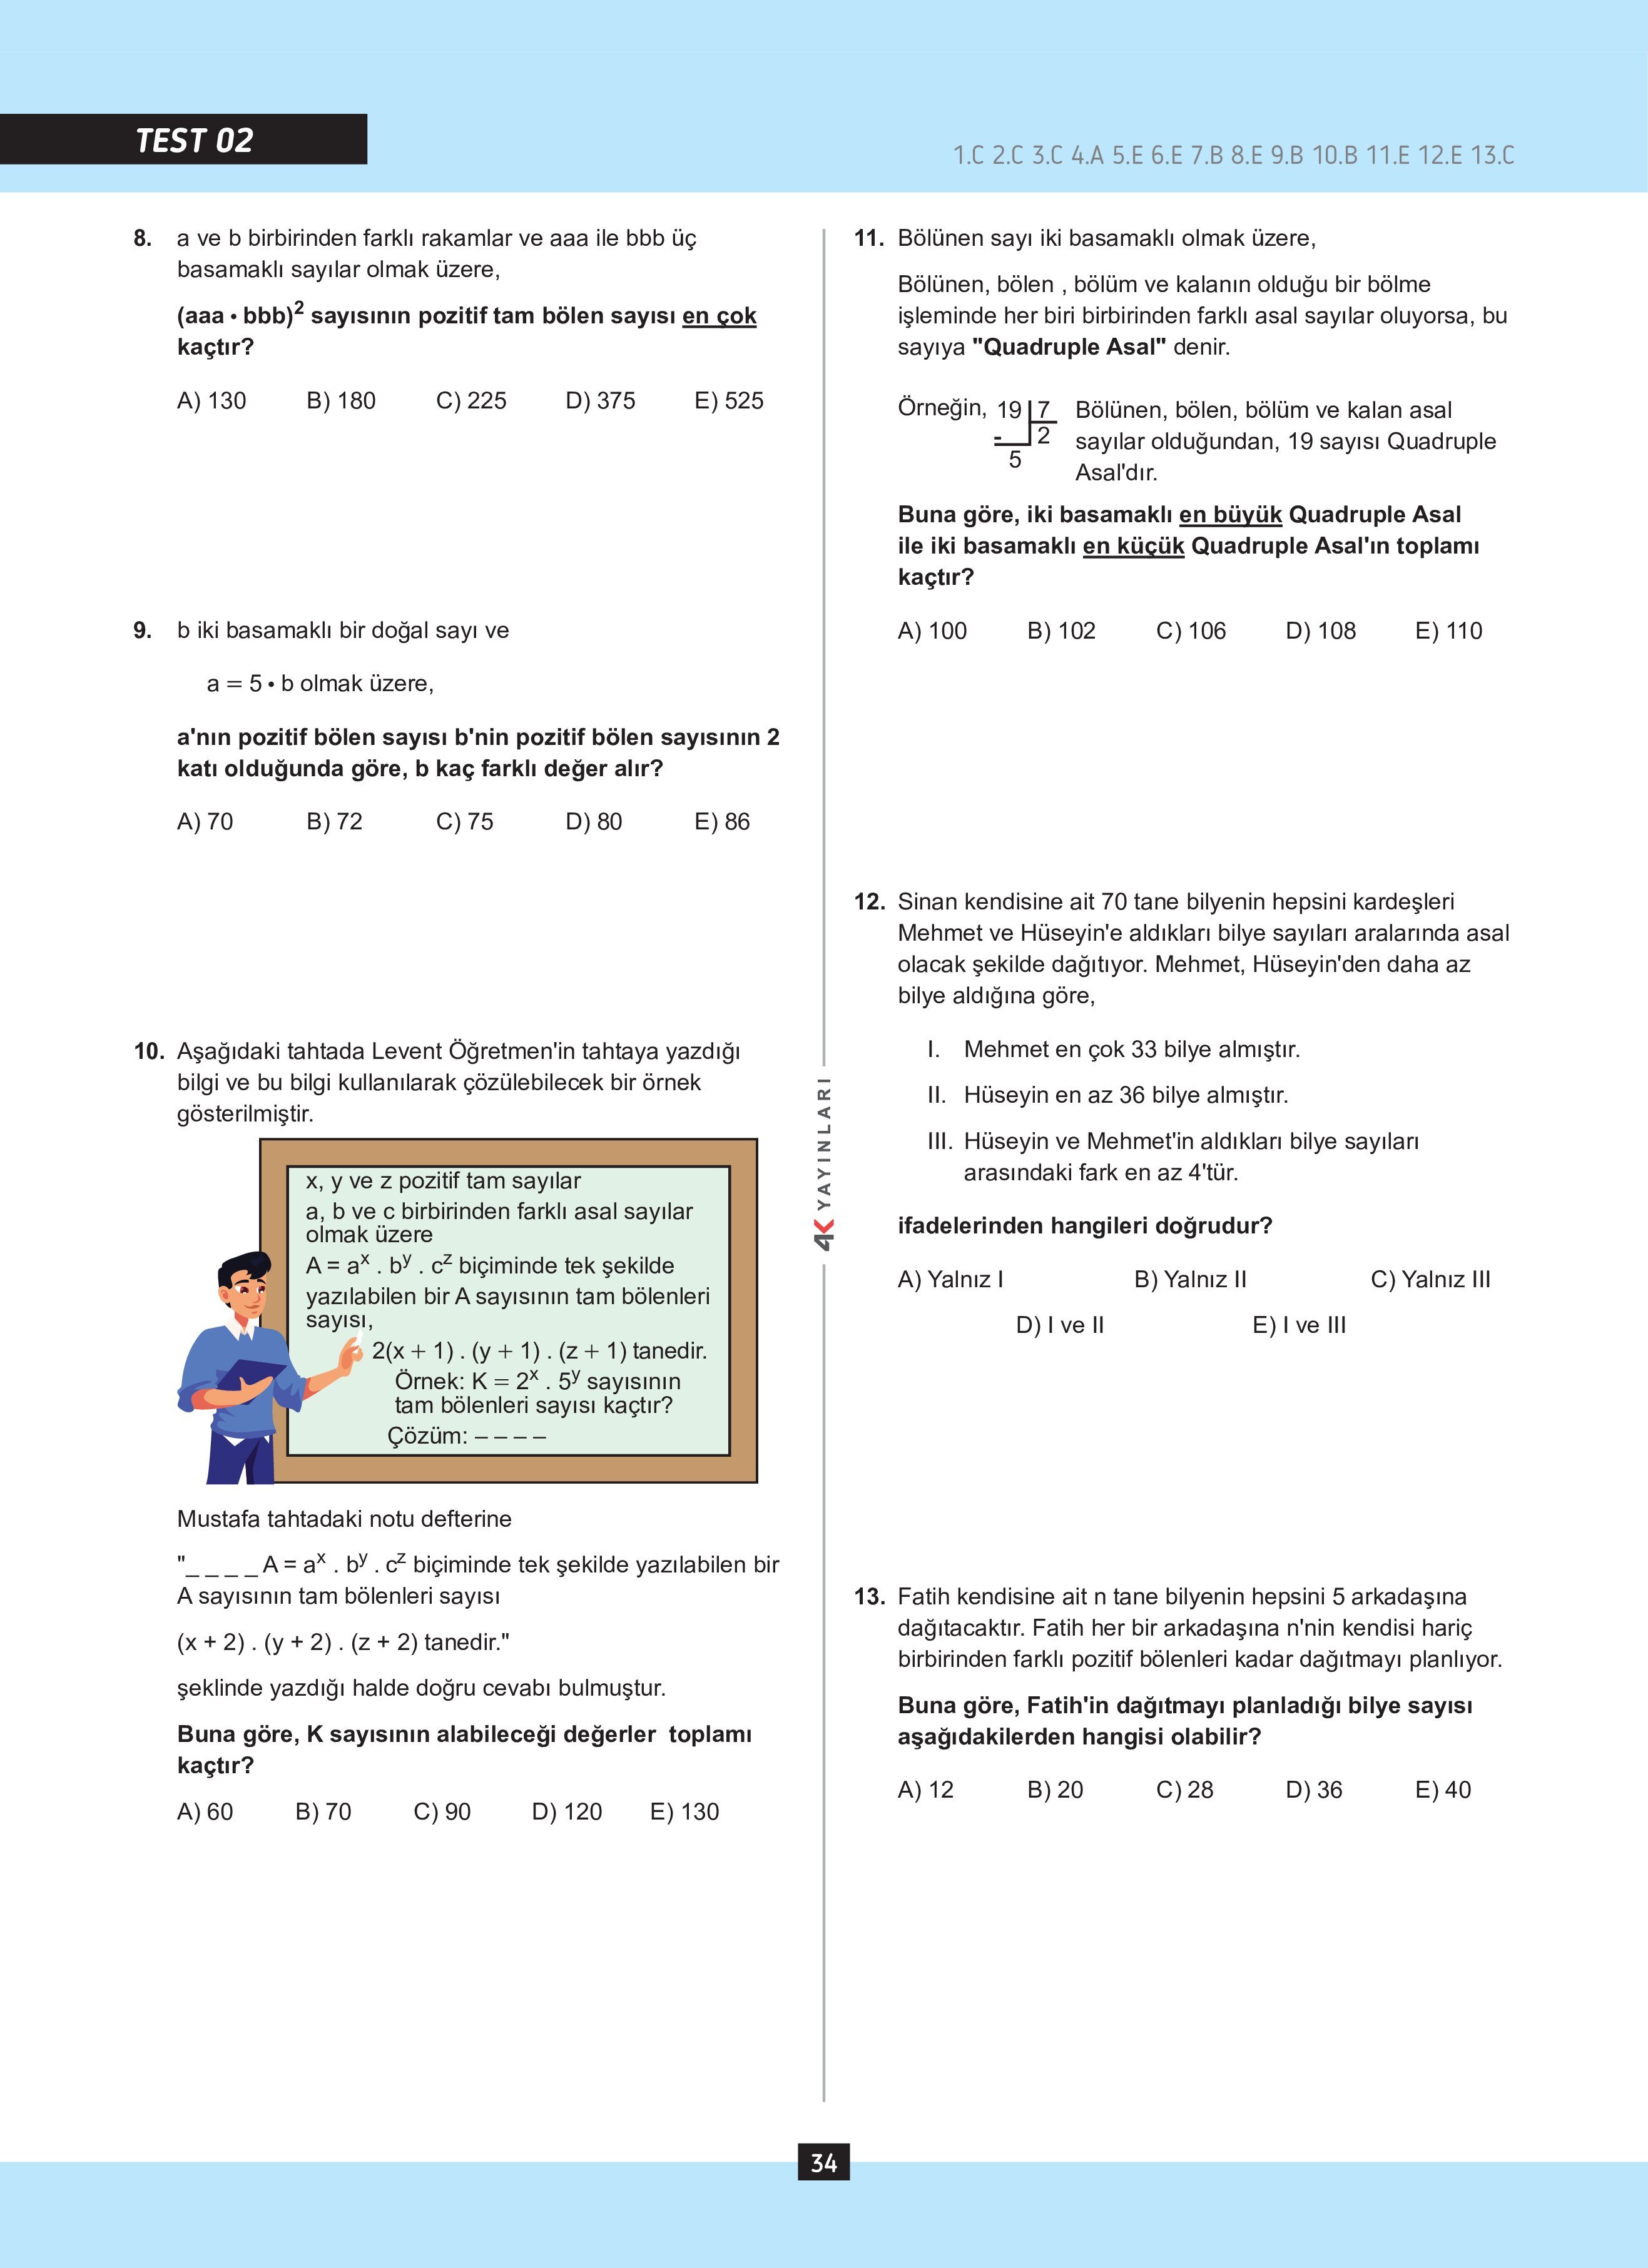 TEST 02
1.C 2.C 3.C 4.A 5.E 6.E 7.B 8.E 9.B 10.B 11.E 12.E 13.C
8. a ve b birbirinden farklı rakamlar ve aaa ile bbb üç
basamaklı sayılar olmak üzere,
(aaa • bbb)² sayısının pozitif tam bölen sayısı en çok
kaçtır?
A) 130 B) 180 C) 225 D) 375 E) 525
9. b iki basamaklı bir doğal sayı ve
a = 5 • b olmak üzere,
a'nın pozitif bölen sayısı b'nin pozitif bölen sayısının 2
katı olduğunda göre, b kaç farklı değer alır?
A) 70 B) 72 C) 75 D) 80 E) 86
10. Aşağıdaki tahtada Levent Öğretmen'in tahtaya yazdığı
bilgi ve bu bilgi kullanılarak çözülebilecek bir örnek
gösterilmiştir.
x, y ve z pozitif tam sayılar
a, b ve c birbirinden farklı asal sayılar
olmak üzere
A = aˣ . bʸ . cᶻ biçiminde tek şekilde
yazılabilen bir A sayısının tam bölenleri
sayısı,
2(x + 1) . (y + 1) . (z + 1) tanedir.
Örnek: K = 2ˣ . 5ʸ sayısının
tam bölenleri sayısı kaçtır?
Çözüm: – – – –
Mustafa tahtadaki notu defterine
"_ _ _ _ A = aˣ . bʸ . cᶻ biçiminde tek şekilde yazılabilen bir
A sayısının tam bölenleri sayısı
(x + 2) . (y + 2) . (z + 2) tanedir."
şeklinde yazdığı halde doğru cevabı bulmuştur.
Buna göre, K sayısının alabileceği değerler toplamı
kaçtır?
A) 60 B) 70 C) 90 D) 120 E) 130
4K YAYINLARI
11. Bölünen sayı iki basamaklı olmak üzere,
Bölünen, bölen , bölüm ve kalanın olduğu bir bölme
işleminde her biri birbirinden farklı asal sayılar oluyorsa, bu
sayıya "Quadruple Asal" denir.
Örneğin, 19 7 Bölünen, bölen, bölüm ve kalan asal
- 2 sayılar olduğundan, 19 sayısı Quadruple
5 Asal'dır.
Buna göre, iki basamaklı en büyük Quadruple Asal
ile iki basamaklı en küçük Quadruple Asal'ın toplamı
kaçtır?
A) 100 B) 102 C) 106 D) 108 E) 110
12. Sinan kendisine ait 70 tane bilyenin hepsini kardeşleri
Mehmet ve Hüseyin'e aldıkları bilye sayıları aralarında asal
olacak şekilde dağıtıyor. Mehmet, Hüseyin'den daha az
bilye aldığına göre,
I. Mehmet en çok 33 bilye almıştır.
II. Hüseyin en az 36 bilye almıştır.
III. Hüseyin ve Mehmet'in aldıkları bilye sayıları
arasındaki fark en az 4'tür.
ifadelerinden hangileri doğrudur?
A) Yalnız I B) Yalnız II C) Yalnız III
D) I ve II E) I ve III
13. Fatih kendisine ait n tane bilyenin hepsini 5 arkadaşına
dağıtacaktır. Fatih her bir arkadaşına n'nin kendisi hariç
birbirinden farklı pozitif bölenleri kadar dağıtmayı planlıyor.
Buna göre, Fatih'in dağıtmayı planladığı bilye sayısı
aşağıdakilerden hangisi olabilir?
A) 12 B) 20 C) 28 D) 36 E) 40
34